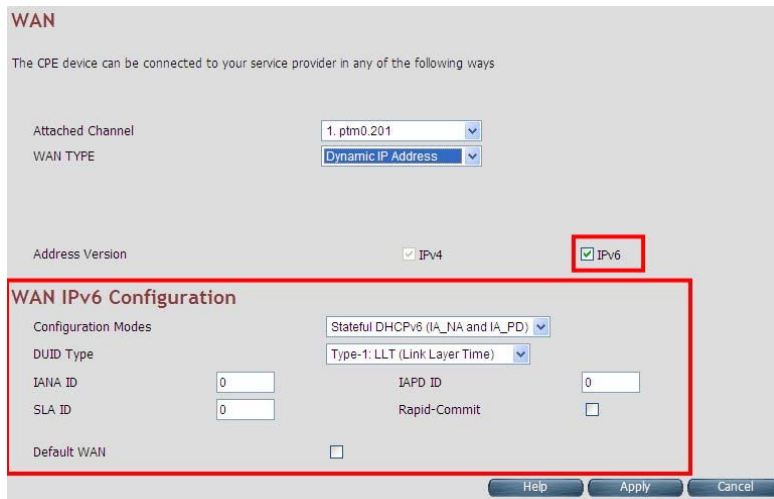 WAN
The CPE device can be connected to your service provider in any of the following ways
Attached Channel 1. ptm0.201
WAN TYPE Dynamic IP Address
Address Version IPv4 IPv6
WAN IPv6 Configuration
Configuration Modes Stateful DHCPv6 (IA_NA and IA_PD)
DUID Type Type-1: LLT (Link Layer Time)
IANA ID 0 IAPD ID 0
SLA ID 0 Rapid-Commit
Default WAN
Help Apply Cancel